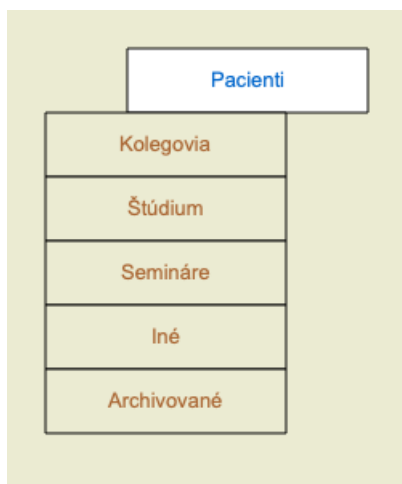 Pacienti
Kolegovia
Štúdium
Semináre
Iné
Archivované